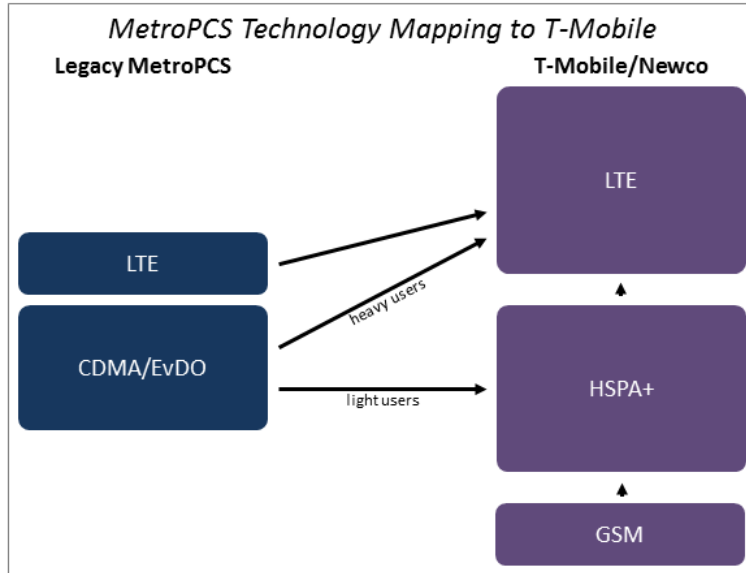 MetroPCS Technology Mapping to T-Mobile
Legacy MetroPCS
T-Mobile/Newco
LTE
LTE
heavy users
CDMA/EvDO
HSPA+
light users
GSM